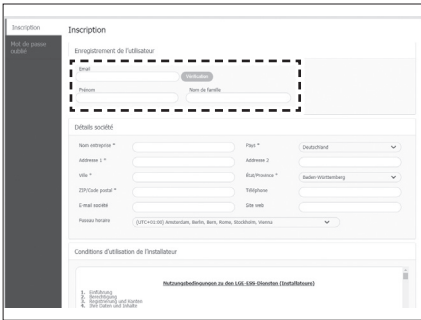 Inscription
Mot de passe oublié
Inscription
Enregistrement de l'utilisateur
Email
Vérification
Prénom
Nom de famille
Détails société
Nom entreprise *
Pays *
Deutschland
Addresse 1 *
Addresse 2
Ville *
État/Province *
Baden-Württemberg
ZIP/Code postal *
Téléphone
E-mail société
Site web
Fuseau horaire
(UTC+01:00) Amsterdam, Berlin, Bern, Rome, Stockholm, Vienna
Conditions d'utilisation de l'installateur
Nutzungsbedingungen zu den LGE-ESS-Diensten (Installateure)
1. Einführung
2. Berechtigung
3. Registrierung und Konten
4. Ihre Daten und Inhalte